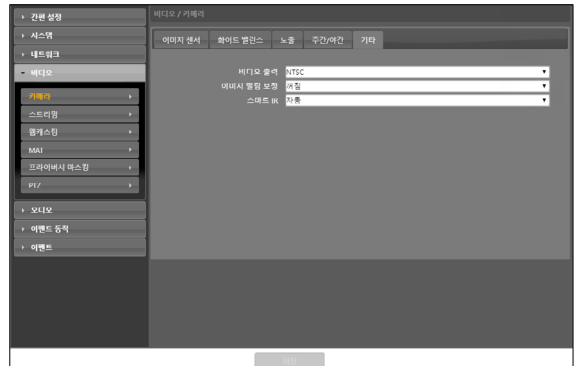 간편 설정
시스템
네트워크
비디오
카메라
스트리밍
웹캐스팅
MAT
프라이버시 마스킹
PTZ
오디오
이벤트 동작
이벤트
비디오 / 카메라
이미지 센서 화이트 밸런스 노출 주간/야간 기타
비디오 출력 NTSC
이미지 떨림 보정 꺼짐
스마트 IR 자동
저장